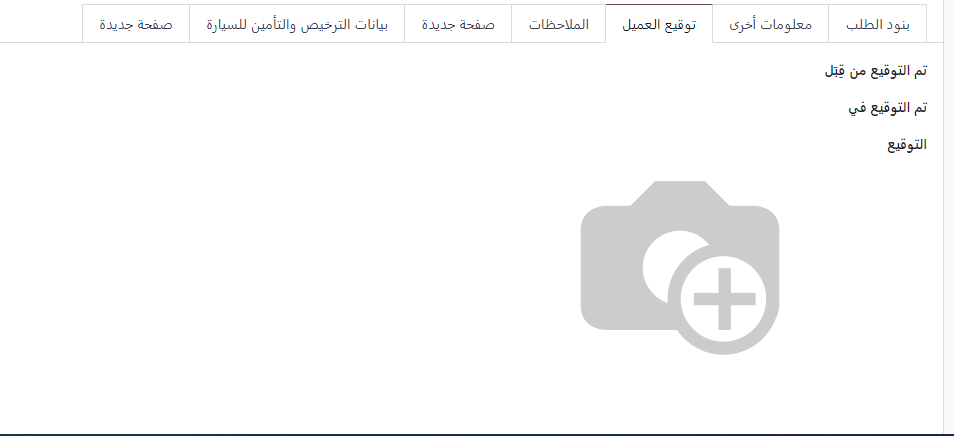 بنود الطلب
معلومات أخرى
توقيع العميل
الملاحظات
صفحة جديدة
بيانات الترخيص والتأمين للسيارة
صفحة جديدة
تم التوقيع من قِبَل
تم التوقيع في
التوقيع